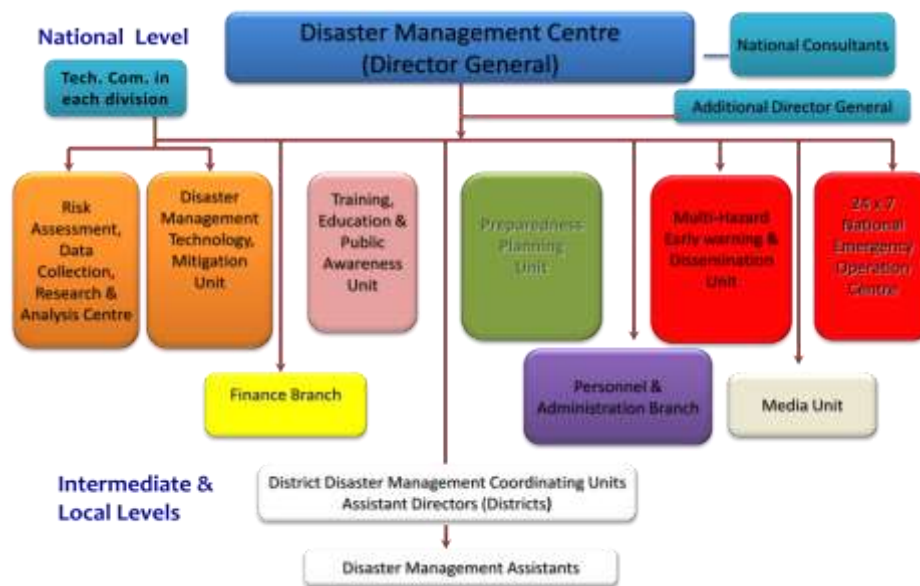 National Level
Disaster Management Centre
(Director General)
National Consultants
Tech. Com. in
each division
Additional Director General
Risk
Assessment,
Data
Collection,
Research &
Analysis Centre
Disaster
Management
Technology,
Mitigation
Unit
Training,
Education &
Public
Awareness
Unit
Preparedness
Planning
Unit
Multi-Hazard
Early warning &
Dissemination
Unit
24 x 7
National
Emergency
Operation
Centre
Finance Branch
Personnel &
Administration Branch
Media Unit
Intermediate &
Local Levels
District Disaster Management Coordinating Units
Assistant Directors (Districts)
Disaster Management Assistants